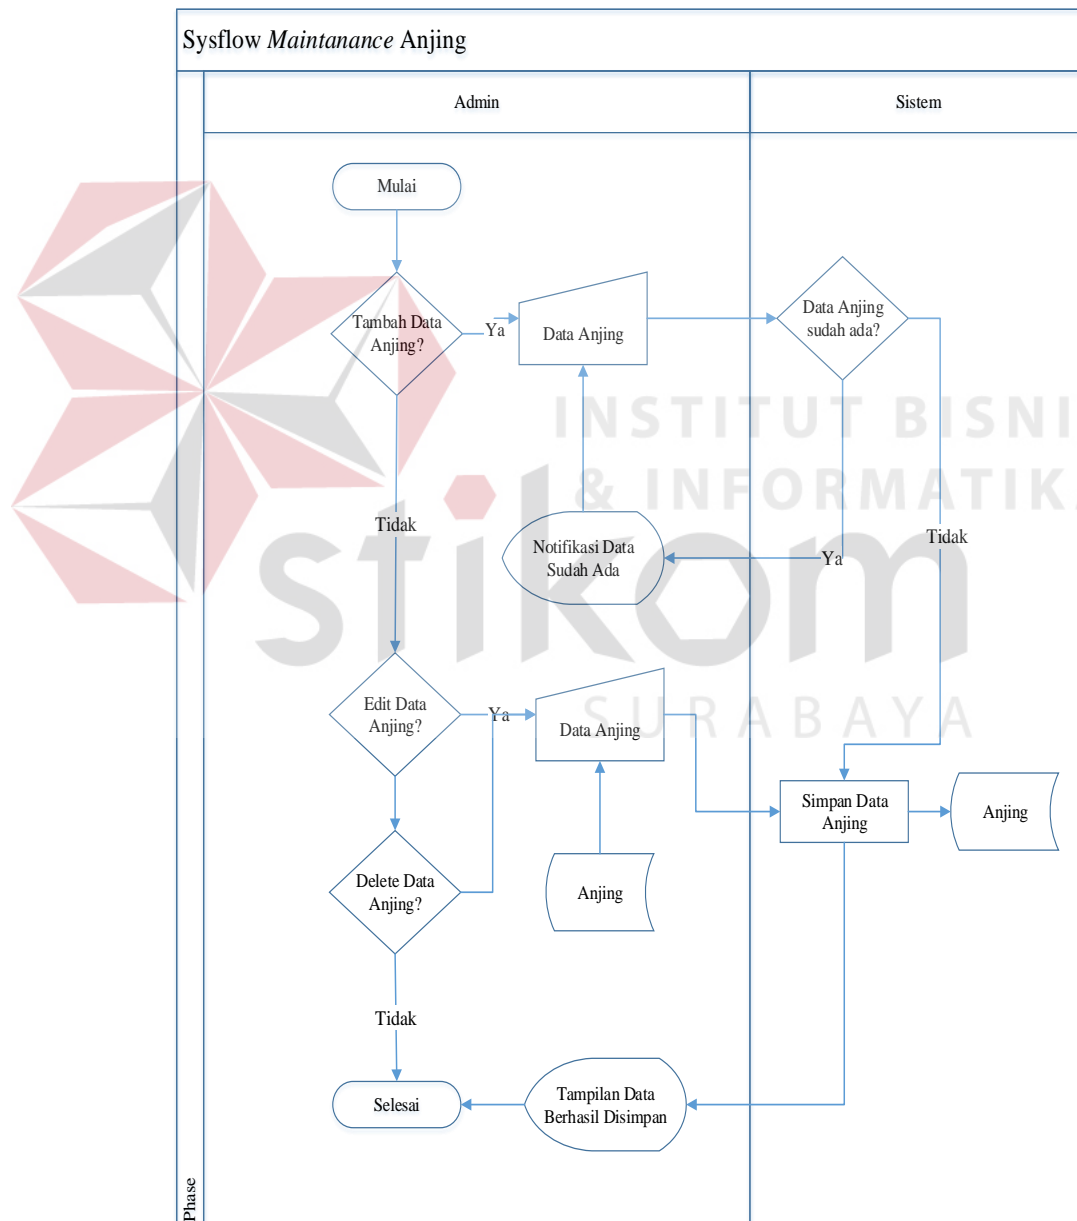 Sysflow Maintanance Anjing
Admin
Sistem
Mulai
Tambah Data
Anjing?
Ya
Data Anjing
Data Anjing
sudah ada?
INSTITUT BISNI
& INFORMATIK
stikom
SURABAYA
Tidak
Notifikasi Data
Sudah Ada
Ya
Tidak
Edit Data
Anjing?
Ya
Data Anjing
Simpan Data
Anjing
Anjing
Delete Data
Anjing?
Anjing
Tidak
Selesai
Tampilan Data
Berhasil Disimpan
Phase